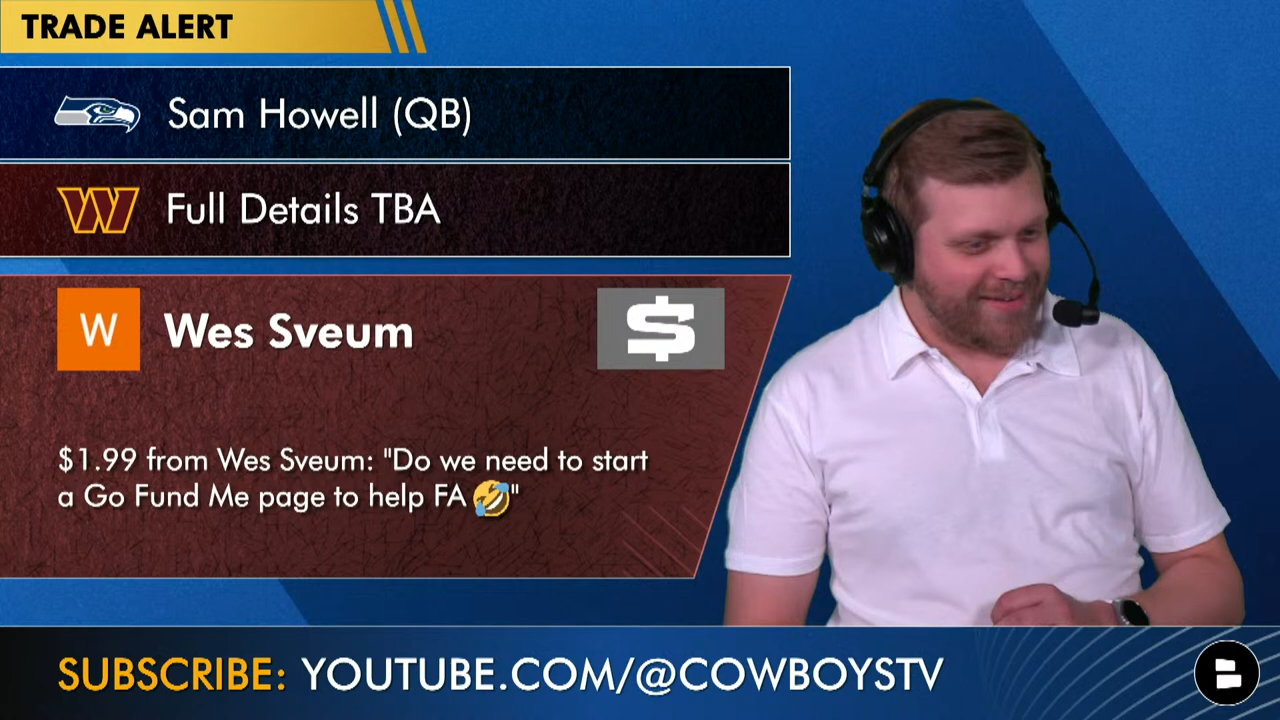 TRADE ALERT
Sam Howell (QB)
W
Full Details TBA
W
Wes Sveum
$
$1.99 from Wes Sveum: "Do we need to start
a Go Fund Me page to help FA 🤣"
SUBSCRIBE: YOUTUBE.COM/@COWBOYSTV